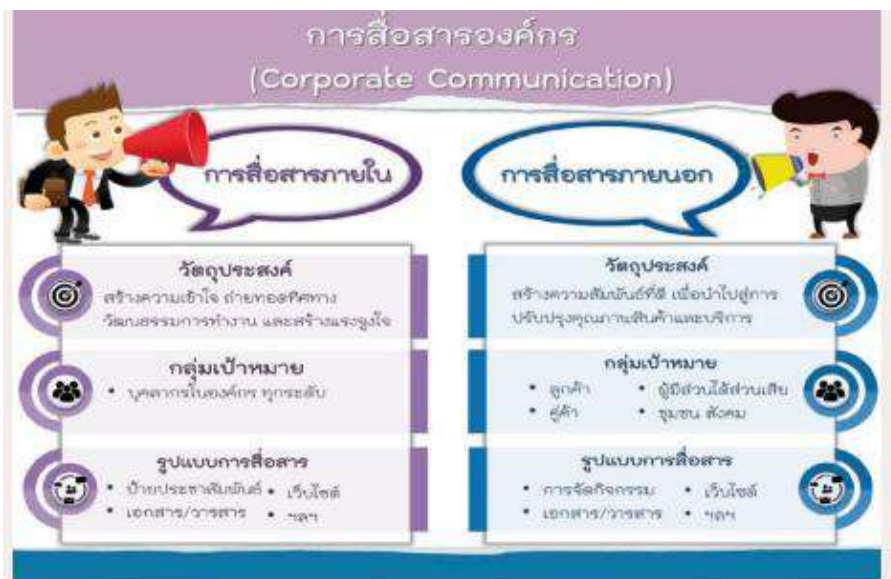 การสื่อสารองค์กร
(Corporate Communication)
การสื่อสารภายใน
วัตถุประสงค์
สร้างความเข้าใจ ถ่ายทอดทิศทาง
วัฒนธรรมการทำงาน และสร้างแรงจูงใจ
กลุ่มเป้าหมาย
• บุคลากรในองค์กร ทุกระดับ
รูปแบบการสื่อสาร
• ป้ายประชาสัมพันธ์ • เว็บไซต์
• เอกสาร/วารสาร • ฯลฯ
การสื่อสารภายนอก
วัตถุประสงค์
สร้างความสัมพันธ์ที่ดี เพื่อนำไปสู่การ
ปรับปรุงคุณภาพสินค้าและบริการ
กลุ่มเป้าหมาย
• ลูกค้า • ผู้มีส่วนได้ส่วนเสีย
• คู่ค้า • ชุมชน สังคม
รูปแบบการสื่อสาร
• การจัดกิจกรรม • เว็บไซต์
• เอกสาร/วารสาร • ฯลฯ